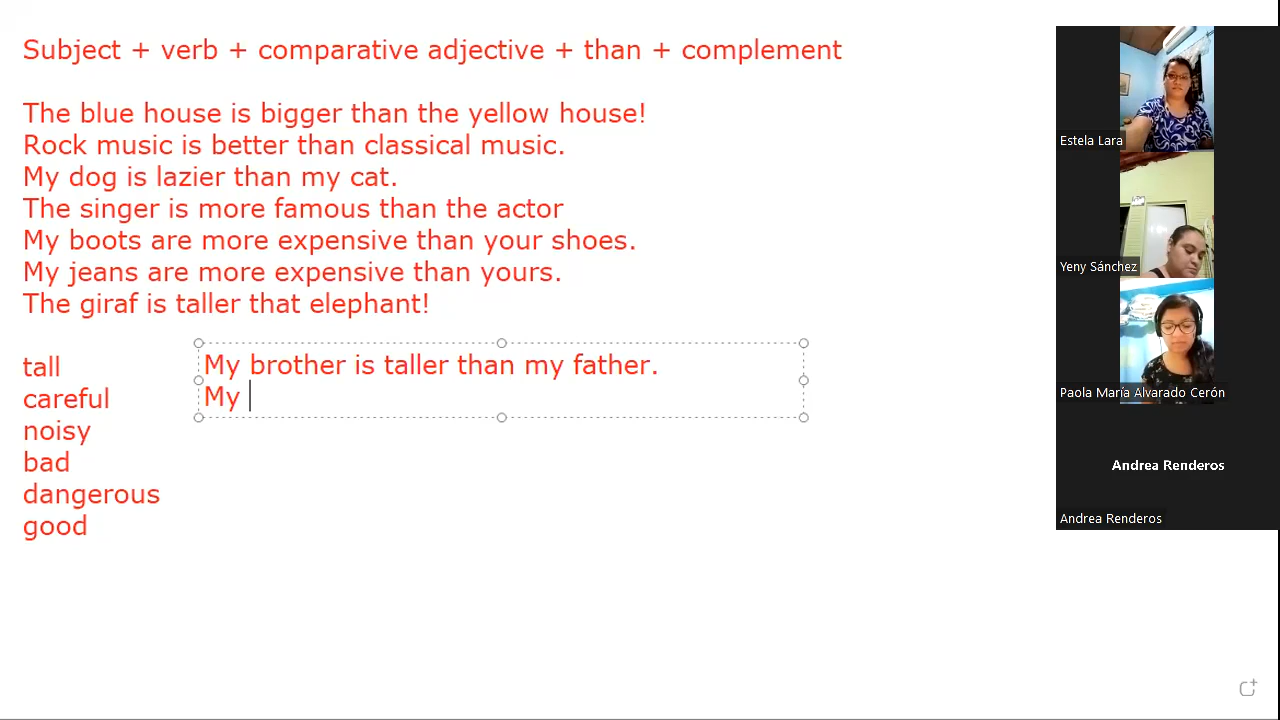 Subject + verb + comparative adjective + than + complement
The blue house is bigger than the yellow house!
Rock music is better than classical music.
My dog is lazier than my cat.
The singer is more famous than the actor
My boots are more expensive than your shoes.
My jeans are more expensive than yours.
The giraf is taller that elephant!
tall
careful
noisy
bad
dangerous
good
My brother is taller than my father.
My
Estela Lara
Yeny Sánchez
Paola María Alvarado Cerón
Andrea Renderos
Andrea Renderos